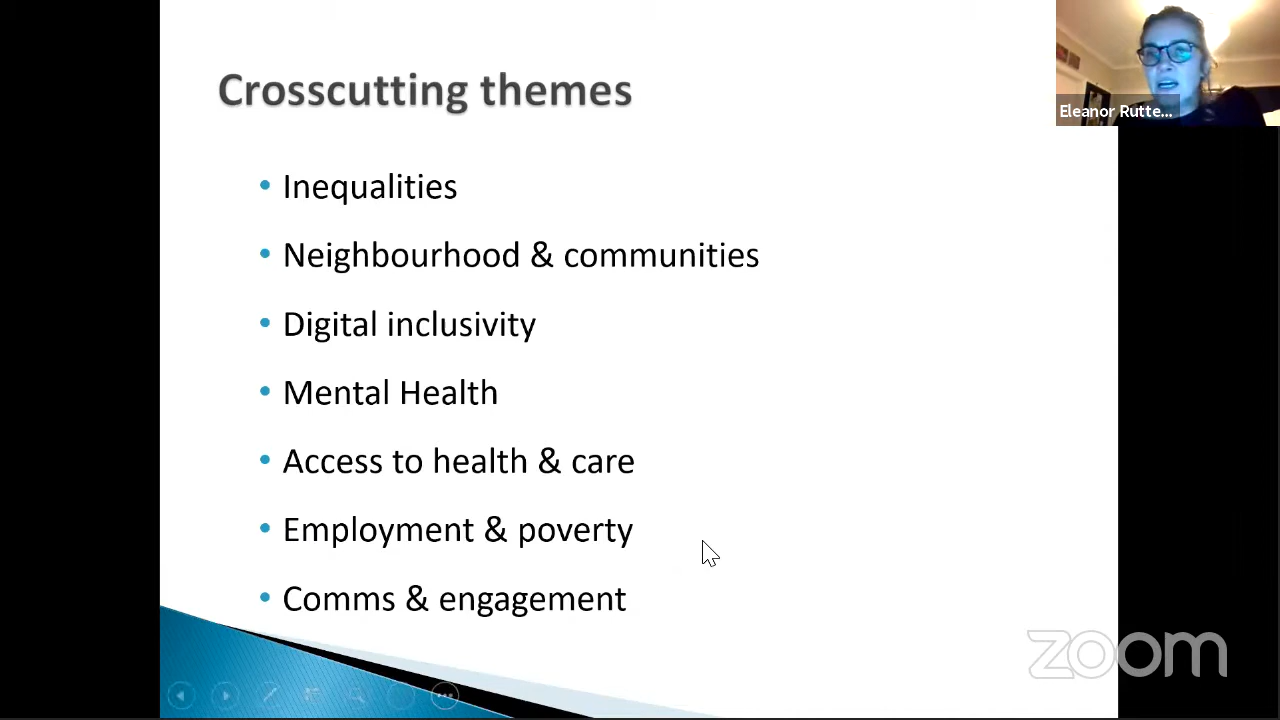 Crosscutting themes
• Inequalities
• Neighbourhood & communities
• Digital inclusivity
• Mental Health
• Access to health & care
• Employment & poverty
• Comms & engagement
Eleanor Rutte...
zoom